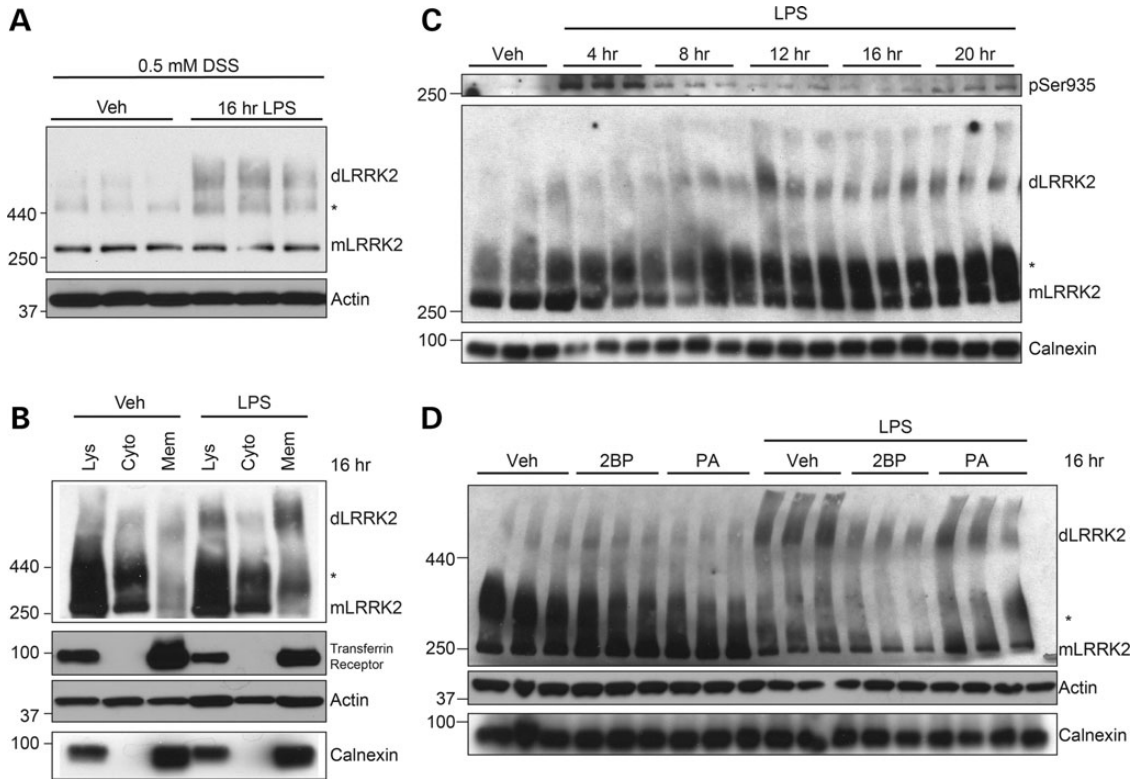 A
0.5 mM DSS
Veh 16 hr LPS
dLRRK2
440 *
mLRRK2
250
Actin
37
B
Veh LPS
Lys Cyto Mem Lys Cyto Mem 16 hr
dLRRK2
440 *
250 mLRRK2
100 Transferrin
Receptor
Actin
37
100 Calnexin
C
LPS
Veh 4 hr 8 hr 12 hr 16 hr 20 hr
250 pSer935
dLRRK2
*
mLRRK2
250
100
Calnexin
D
LPS
Veh 2BP PA Veh 2BP PA 16 hr
dLRRK2
440
*
250 mLRRK2
Actin
37
100
Calnexin